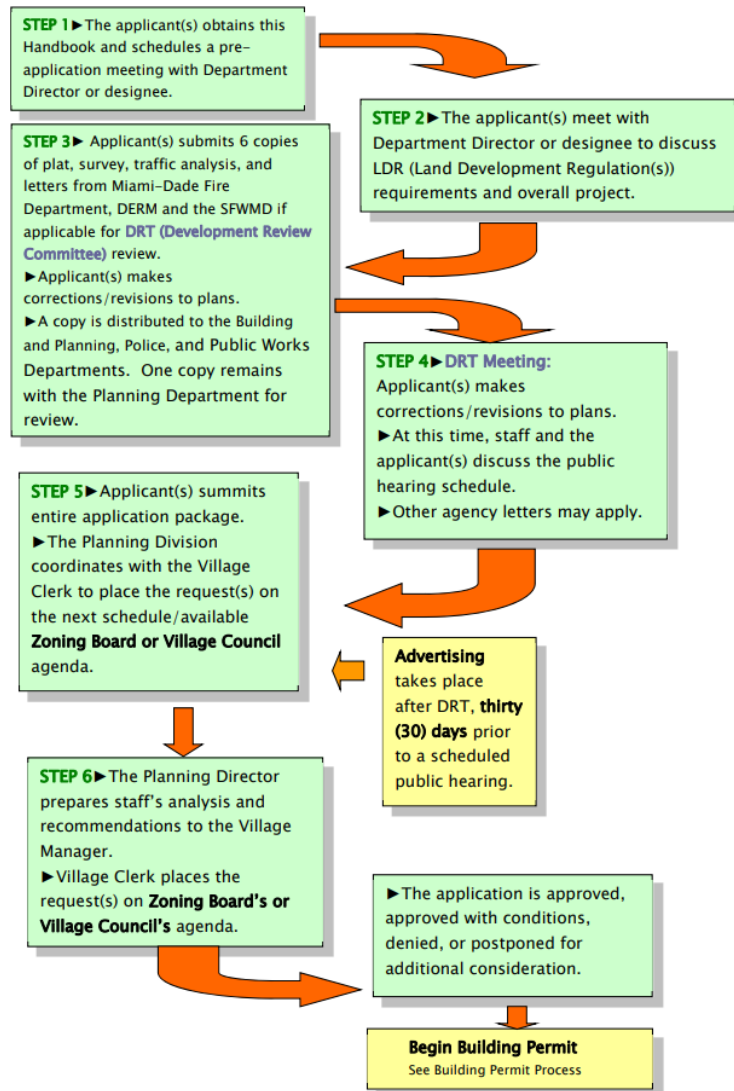 STEP 1►The applicant(s) obtains this
Handbook and schedules a pre-
application meeting with Department
Director or designee.
STEP 2►The applicant(s) meet with
Department Director or designee to discuss
LDR (Land Development Regulation(s))
requirements and overall project.
STEP 3► Applicant(s) submits 6 copies
of plat, survey, traffic analysis, and
letters from Miami-Dade Fire
Department, DERM and the SFWMD if
applicable for DRT (Development Review
Committee) review.
►Applicant(s) makes
corrections/revisions to plans.
►A copy is distributed to the Building
and Planning, Police, and Public Works
Departments. One copy remains
with the Planning Department for
review.
STEP 4►DRT Meeting:
Applicant(s) makes
corrections/revisions to plans.
►At this time, staff and the
applicant(s) discuss the public
hearing schedule.
►Other agency letters may apply.
STEP 5►Applicant(s) summits
entire application package.
►The Planning Division
coordinates with the Village
Clerk to place the request(s) on
the next schedule/available
Zoning Board or Village Council
agenda.
Advertising
takes place
after DRT, thirty
(30) days prior
to a scheduled
public hearing.
STEP 6►The Planning Director
prepares staff's analysis and
recommendations to the Village
Manager.
►Village Clerk places the
request(s) on Zoning Board's or
Village Council's agenda.
►The application is approved,
approved with conditions,
denied, or postponed for
additional consideration.
Begin Building Permit
See Building Permit Process